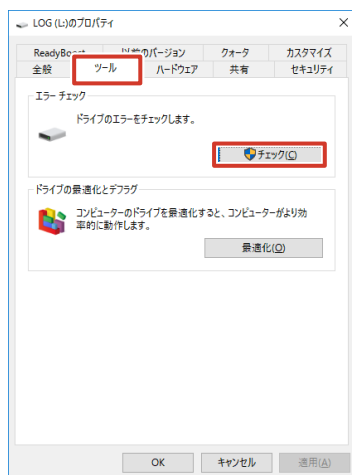 LOG (L:)のプロパティ
ReadyBoost 以前のバージョン クォータ カスタマイズ
全般 ツール ハードウェア 共有 セキュリティ
エラー チェック
ドライブのエラーをチェックします。
チェック(C)
ドライブの最適化とデフラグ
コンピューターのドライブを最適化すると、コンピューターがより効
率的に動作します。
最適化(O)
OK キャンセル 適用(A)